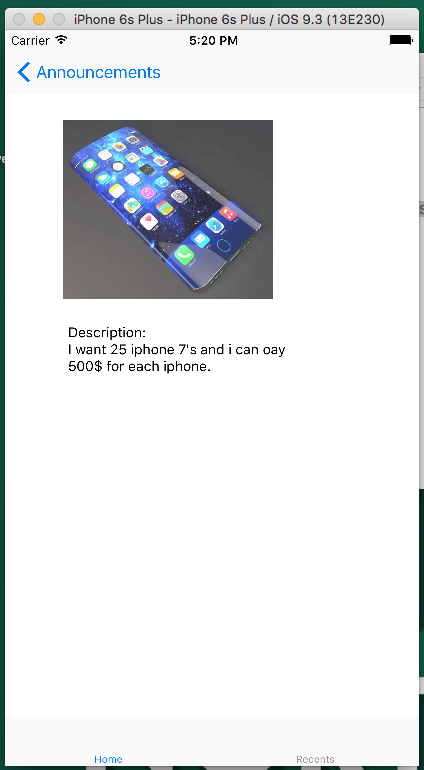 iPhone 6s Plus - iPhone 6s Plus / iOS 9.3 (13E230)
Carrier 5:20 PM
Announcements
Description:
I want 25 iphone 7's and i can oay
500$ for each iphone.
Home Recents